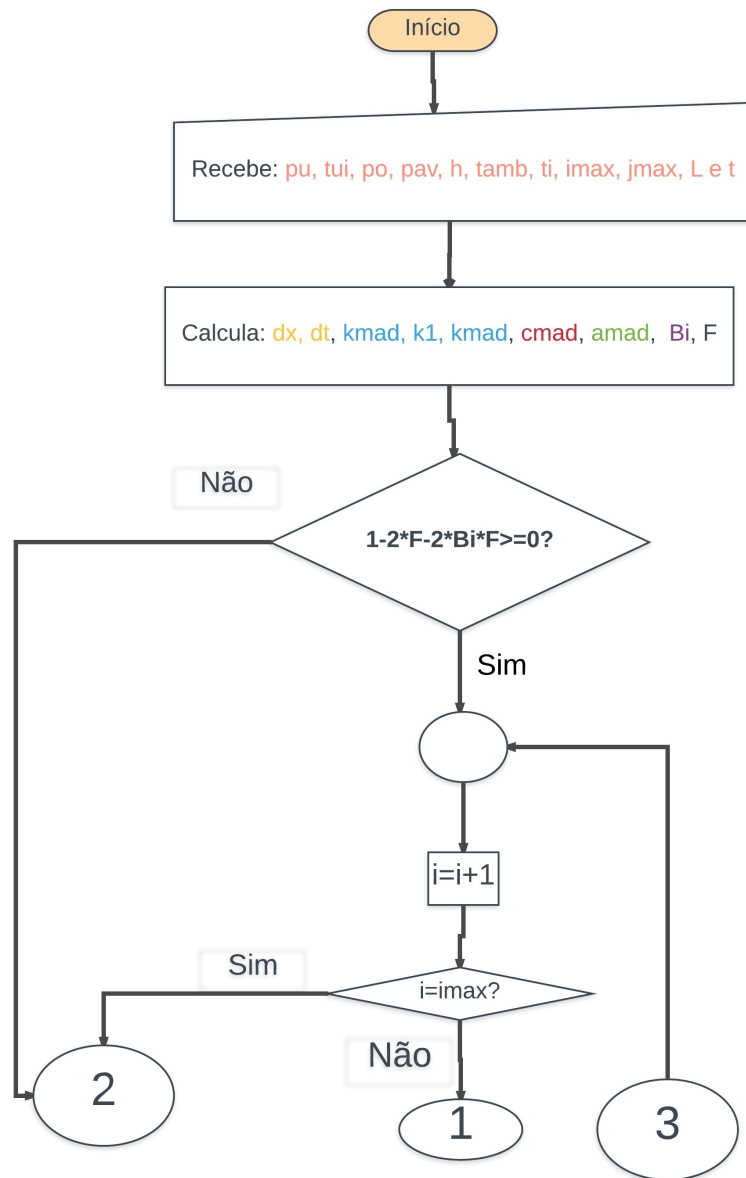 Início
Recebe: pu, tui, po, pav, h, tamb, ti, imax, jmax, L e t
Calcula: dx, dt, kmad, k1, kmad, cmad, amad, Bi, F
Não
1-2*F-2*Bi*F>=0?
Sim
i=i+1
Sim
i=imax?
Não
2
1
3